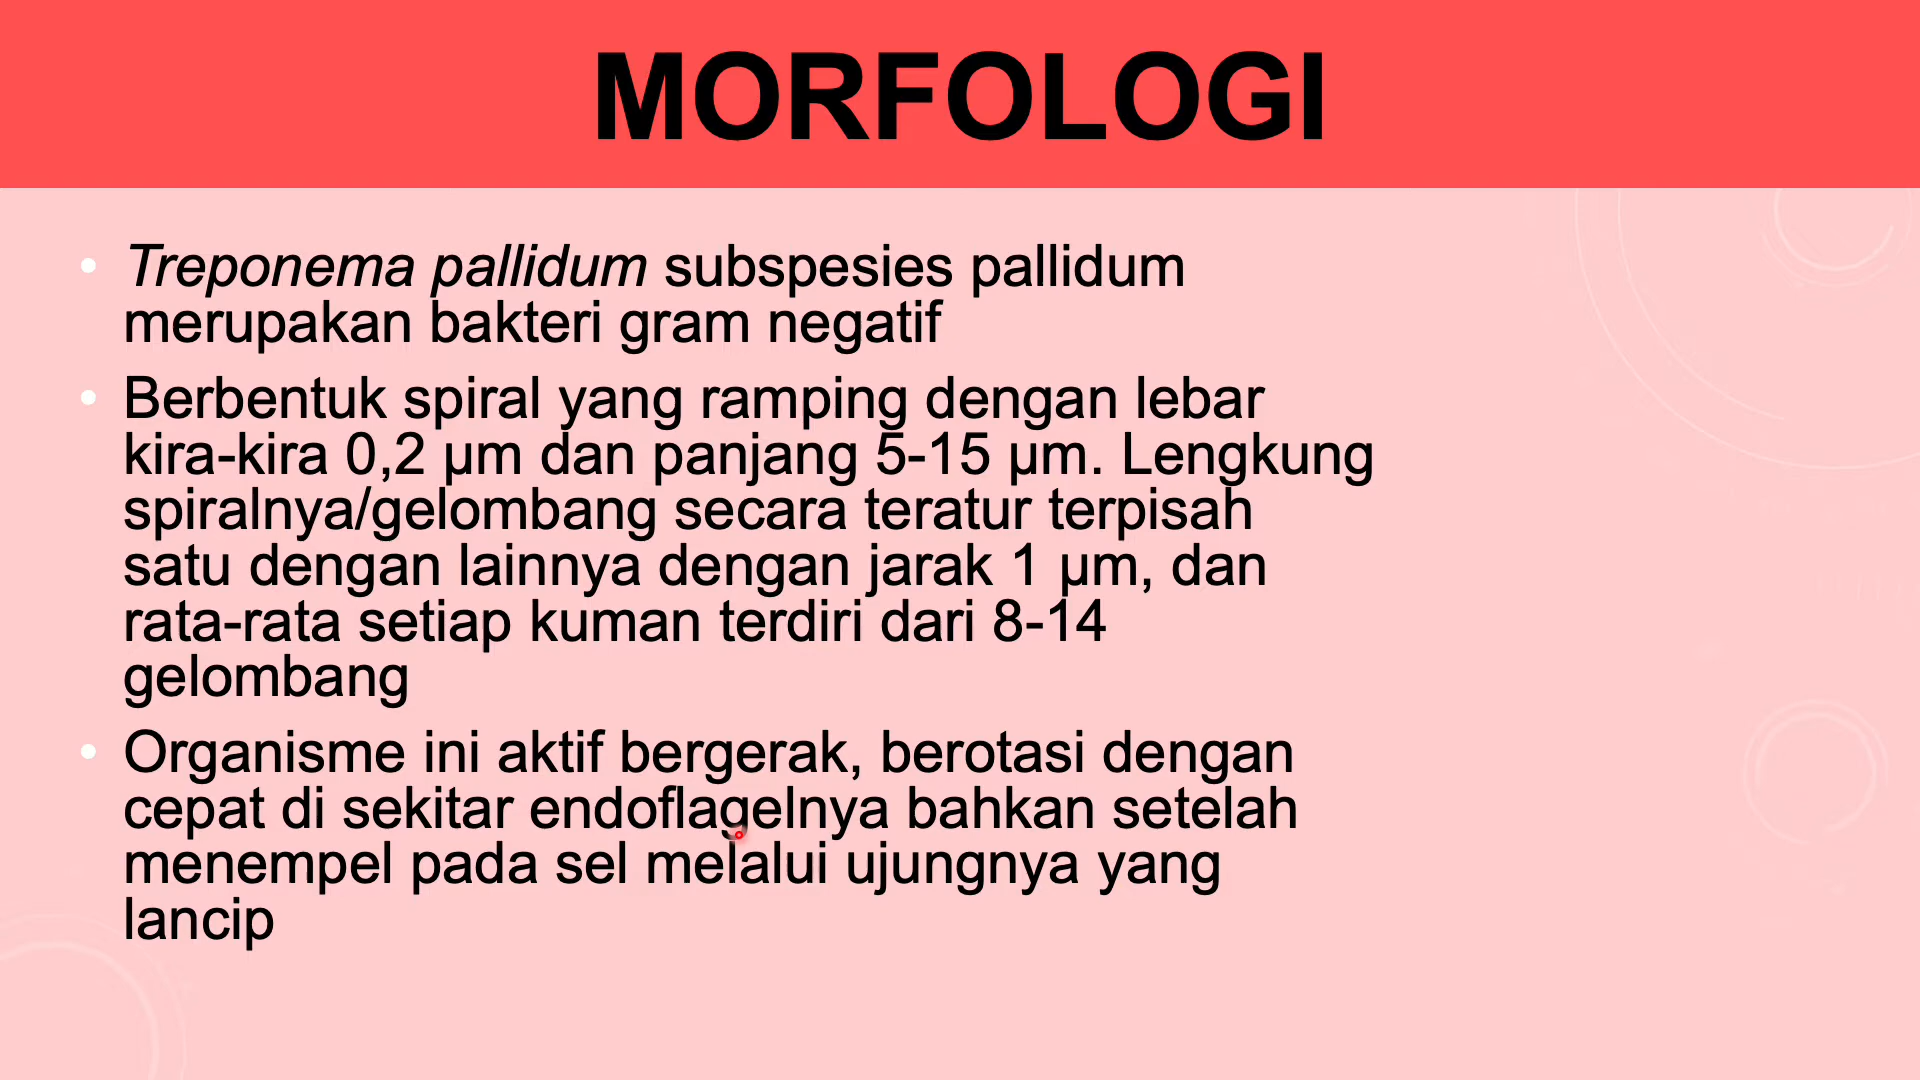 MORFOLOGI
• Treponema pallidum subspesies pallidum
merupakan bakteri gram negatif
• Berbentuk spiral yang ramping dengan lebar
kira-kira 0,2 μm dan panjang 5-15 μm. Lengkung
spiralnya/gelombang secara teratur terpisah
satu dengan lainnya dengan jarak 1 μm, dan
rata-rata setiap kuman terdiri dari 8-14
gelombang
• Organisme ini aktif bergerak, berotasi dengan
cepat di sekitar endoflagelnya bahkan setelah
menempel pada sel melalui ujungnya yang
lancip